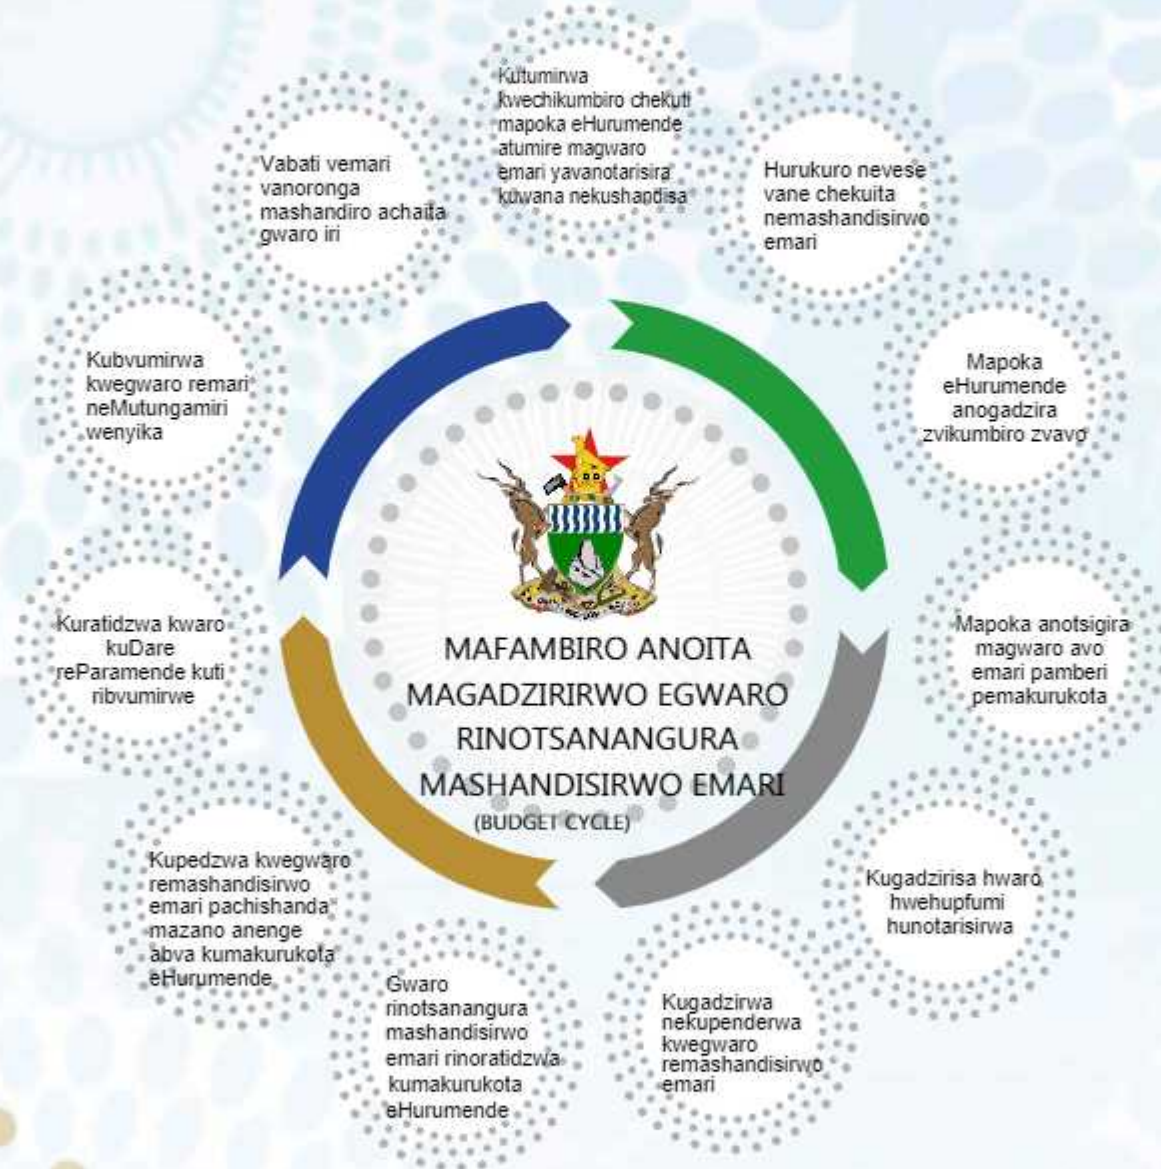 Kutumirwa
kwechikumbiro chekuti
mapoka eHurumende
atumire magwaro
emari yavanotarisira
kuwana nekushandisa
Hurukuro nevese
vane chekuita
nemashandisirwo
emari
Mapoka
eHurumende
anogadzira
zvikumbiro zvavo
Mapoka anotsigira
magwaro avo
emari pamberi
pemakurukota
Kugadzirisa hwaro
hwehupfumi
hunotarisirwa
Kugadzirwa
nekupenderwa
kwegwaro
remashandisirwo
emari
Gwaro
rinotsanangura
mashandisirwo
emari rinoratidzwa
kumakurukota
eHurumende
Kupedzwa kwegwaro
remashandisirwo
emari pachishanda
mazano anenge
abva kumakurukota
eHurumende
Kuratidzwa kwaro
kuDare
reParamende kuti
ribvumirwe
Kubvumirwa
kwegwaro remari
neMutungamiri
wenyika
Vabati vemari
vanoronga
mashandiro achaita
gwaro iri
MAFAMBIRO ANOITA
MAGADZIRIRWO EGWARO
RINOTSANANGURA
MASHANDISIRWO EMARI
(BUDGET CYCLE)